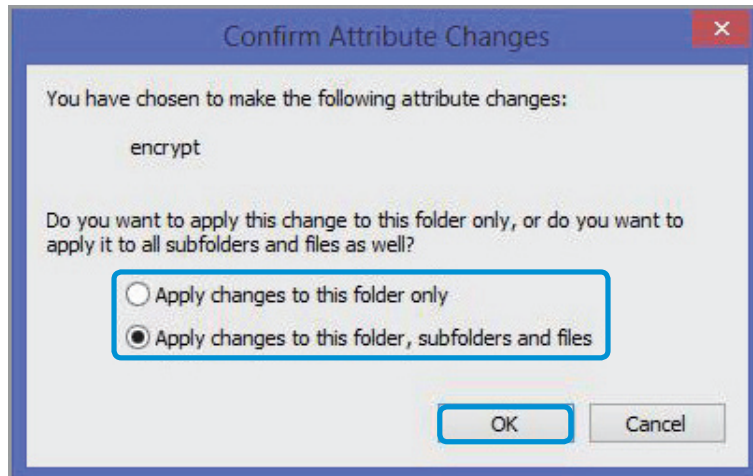 Confirm Attribute Changes
You have chosen to make the following attribute changes:
encrypt
Do you want to apply this change to this folder only, or do you want to
apply it to all subfolders and files as well?
Apply changes to this folder only
Apply changes to this folder, subfolders and files
OK Cancel